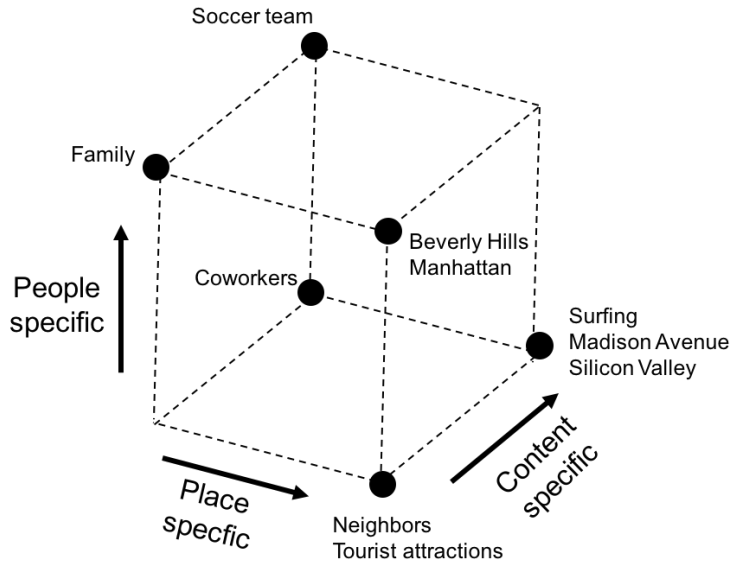 Soccer team
Family
Beverly Hills
Manhattan
Coworkers
People
specific
Surfing
Madison Avenue
Silicon Valley
Content
specific
Place
specfic
Neighbors
Tourist attractions